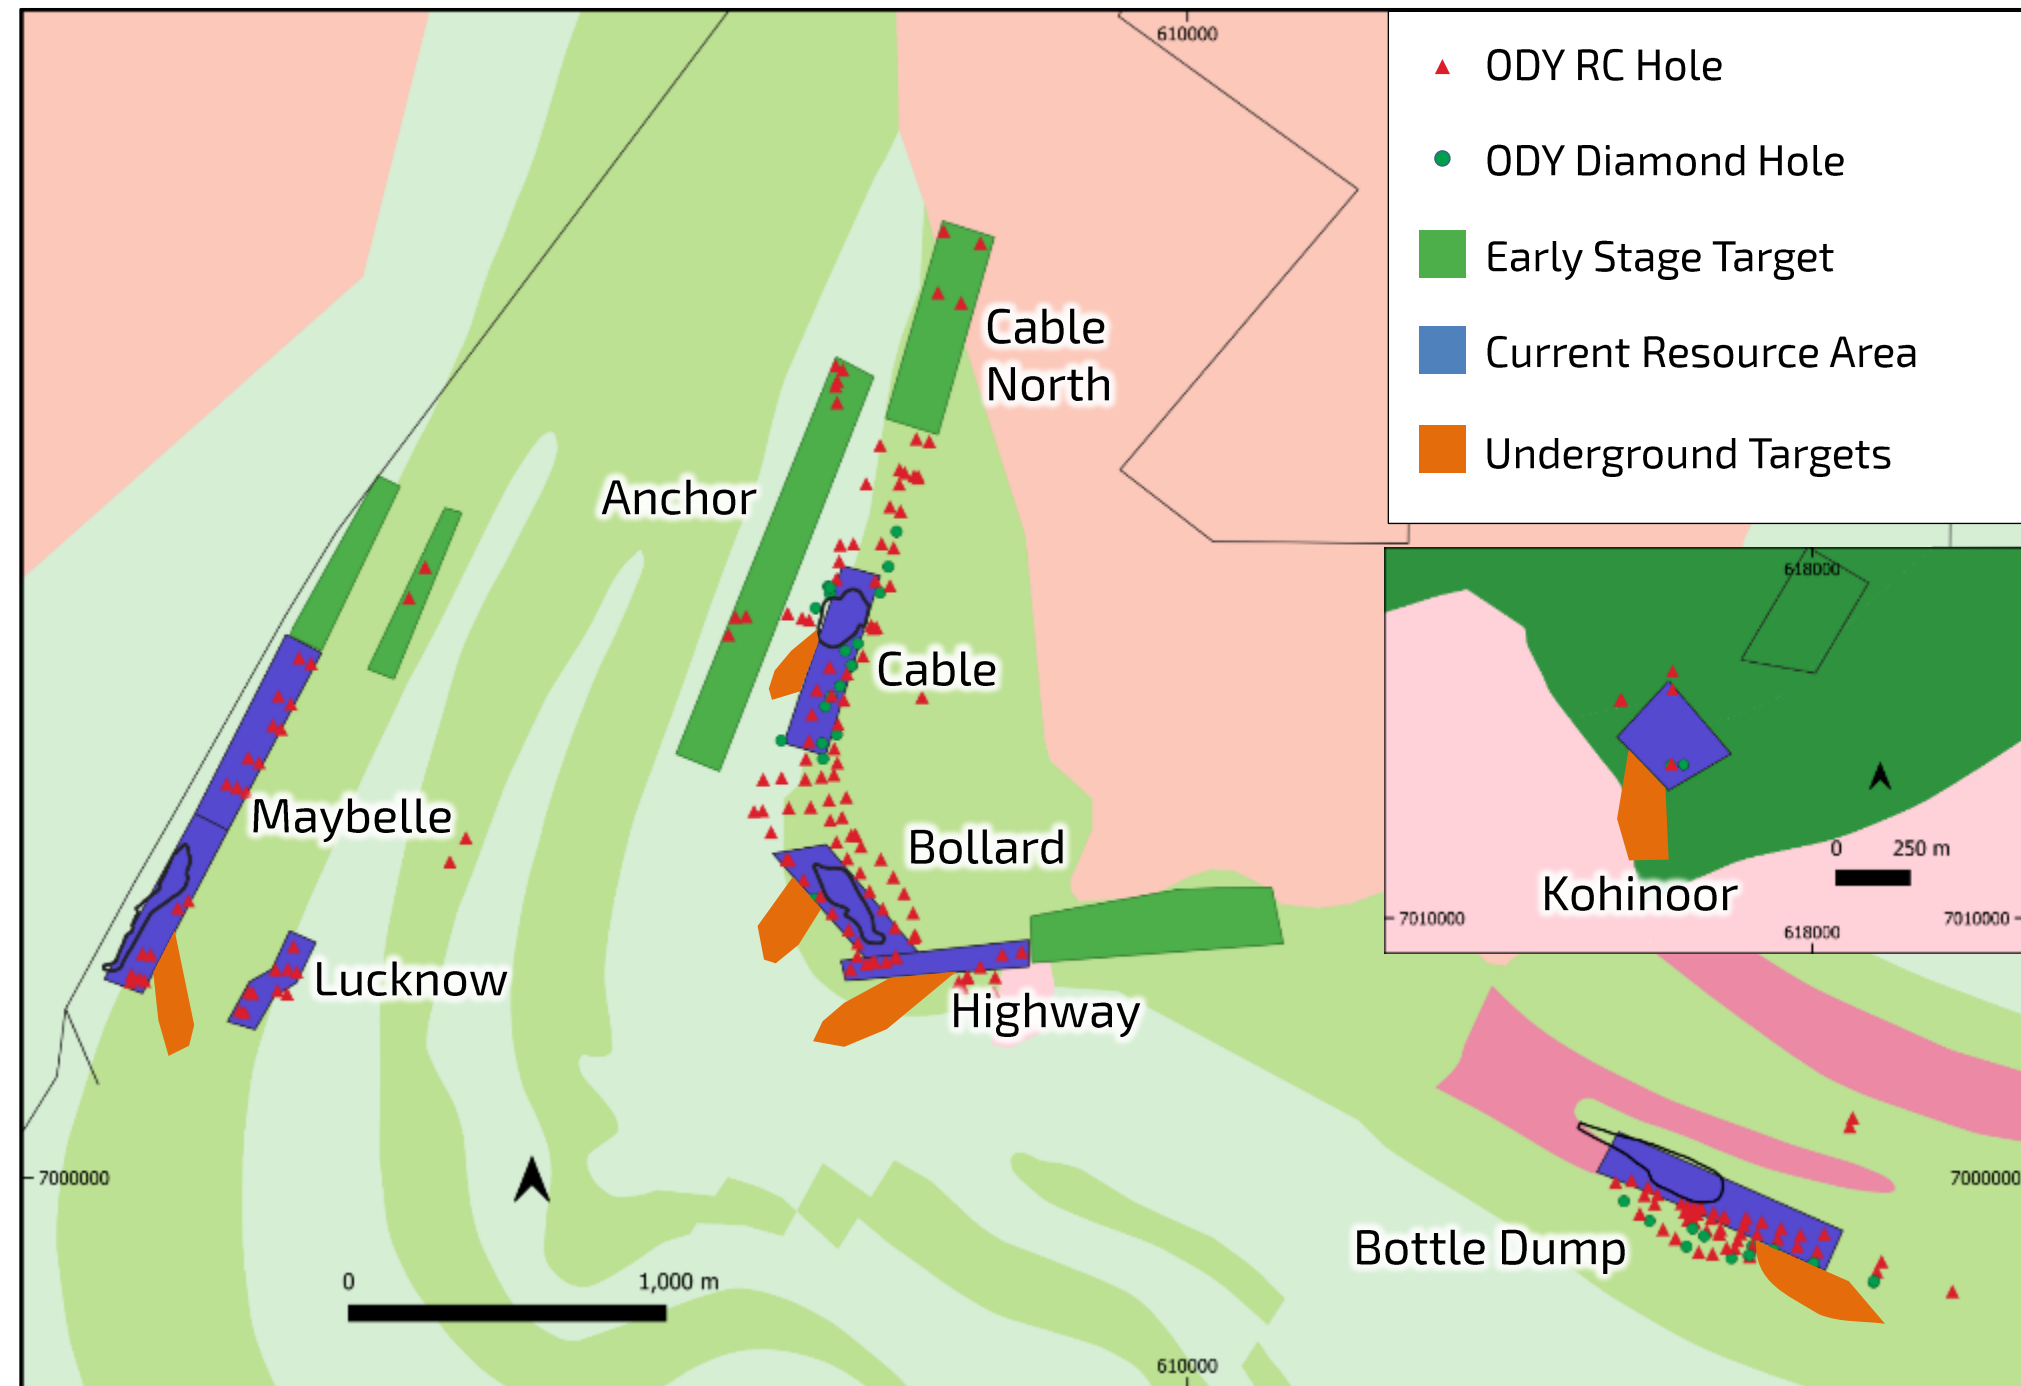 610000
ODY RC Hole
ODY Diamond Hole
Early Stage Target
Current Resource Area
Underground Targets
Cable
North
Anchor
Cable
Maybelle
Bollard
Lucknow
Highway
618000
0 250 m
Kohinoor
7010000
7010000
618000
7000000
7000000
Bottle Dump
0 1,000 m
610000